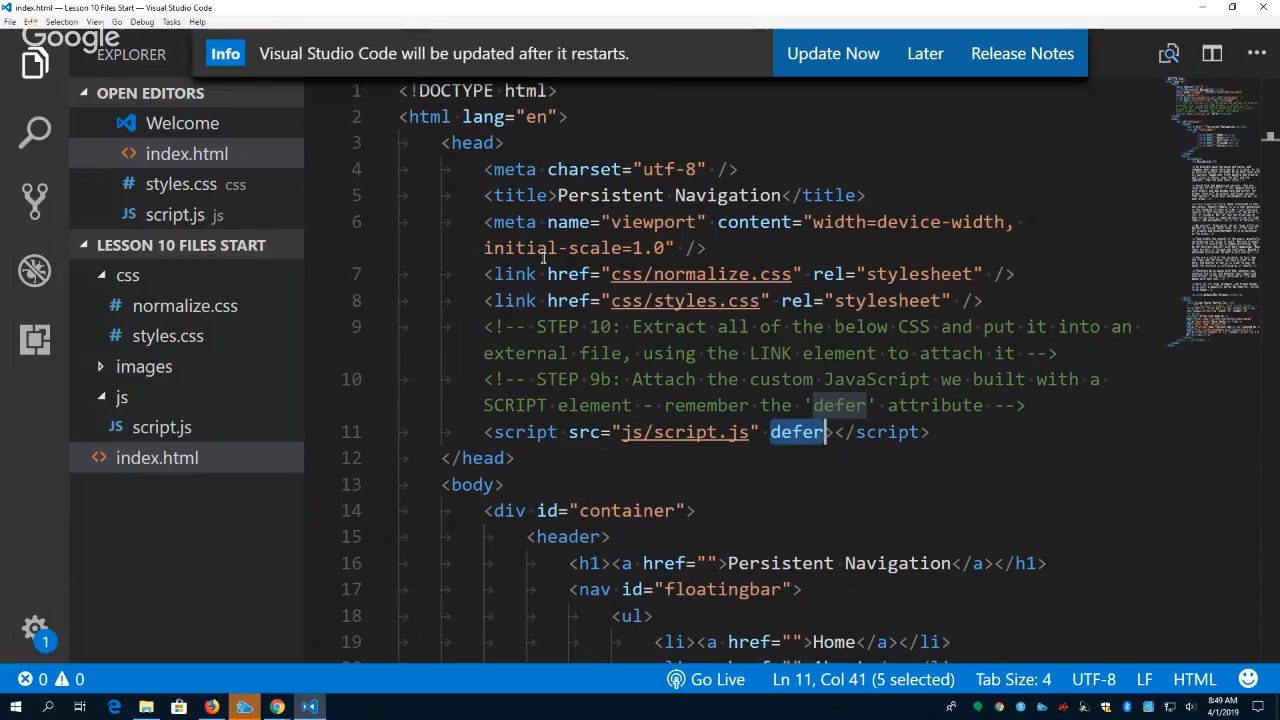 index.html — Lesson 10 Files Start — Visual Studio Code
File Edit Selection View Go Debug Tasks Help
Google
EXPLORER
Info Visual Studio Code will be updated after it restarts. Update Now Later Release Notes
OPEN EDITORS
Welcome
<> index.html
# styles.css css
JS script.js js
LESSON 10 FILES START
css
# normalize.css
# styles.css
images
js
JS script.js
<> index.html
1
1 <!DOCTYPE html>
2 <html lang="en">
3 <head>
4 <meta charset="utf-8" />
5 <title>Persistent Navigation</title>
6 <meta name="viewport" content="width=device-width,
initial-scale=1.0" />
7 <link href="css/normalize.css" rel="stylesheet" />
8 <link href="css/styles.css" rel="stylesheet" />
9 <!-- STEP 10: Extract all of the below CSS and put it into an
external file, using the LINK element to attach it -->
10 <!-- STEP 9b: Attach the custom JavaScript we built with a
SCRIPT element - remember the 'defer' attribute -->
11 <script src="js/script.js" defer></script>
12 </head>
13 <body>
14 <div id="container">
15 <header>
16 <h1><a href="">Persistent Navigation</a></h1>
17 <nav id="floatingbar">
18 <ul>
19 <li><a href="">Home</a></li>
0 0 Go Live Ln 11, Col 41 (5 selected) Tab Size: 4 UTF-8 LF HTML
8:49 AM
4/1/2019